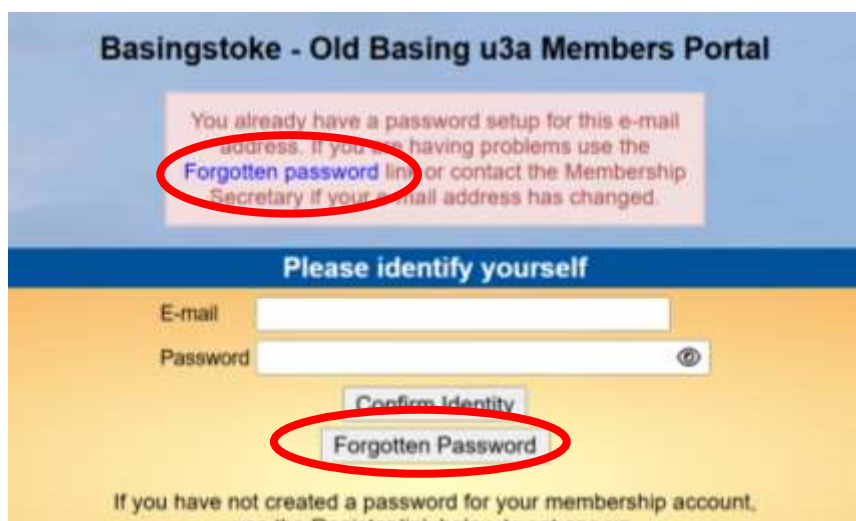 Basingstoke - Old Basing u3a Members Portal
You already have a password setup for this e-mail
address. If you are having problems use the
Forgotten password link or contact the Membership
Secretary if your e-mail address has changed.
Please identify yourself
E-mail
Password
Confirm Identity
Forgotten Password
If you have not created a password for your membership account,